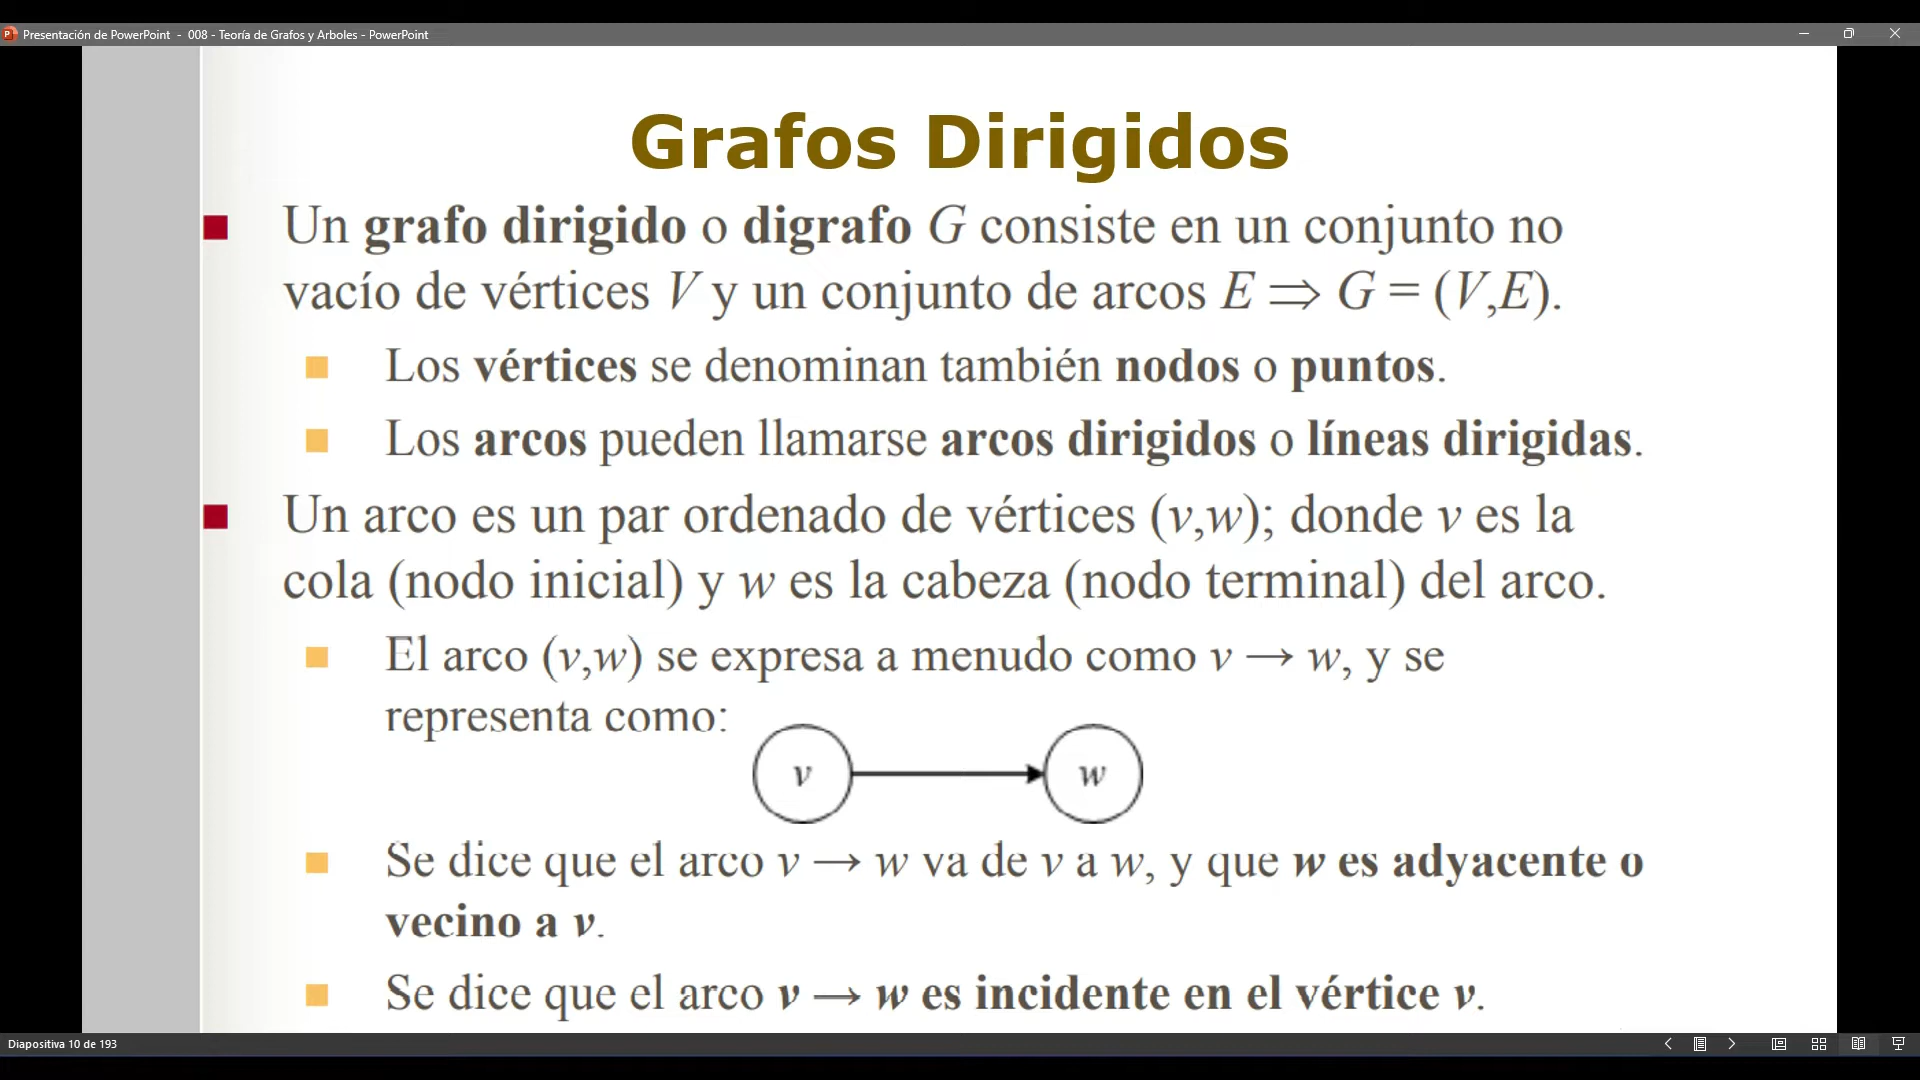 Presentación de PowerPoint - 008 - Teoría de Grafos y Arboles - PowerPoint
Grafos Dirigidos
Un grafo dirigido o digrafo G consiste en un conjunto no
vacío de vértices V y un conjunto de arcos E ⇒ G = (V,E).
Los vértices se denominan también nodos o puntos.
Los arcos pueden llamarse arcos dirigidos o líneas dirigidas.
Un arco es un par ordenado de vértices (v,w); donde v es la
cola (nodo inicial) y w es la cabeza (nodo terminal) del arco.
El arco (v,w) se expresa a menudo como v → w, y se
representa como:
v w
Se dice que el arco v → w va de v a w, y que w es adyacente o
vecino a v.
Se dice que el arco v → w es incidente en el vértice v.
Diapositiva 10 de 193